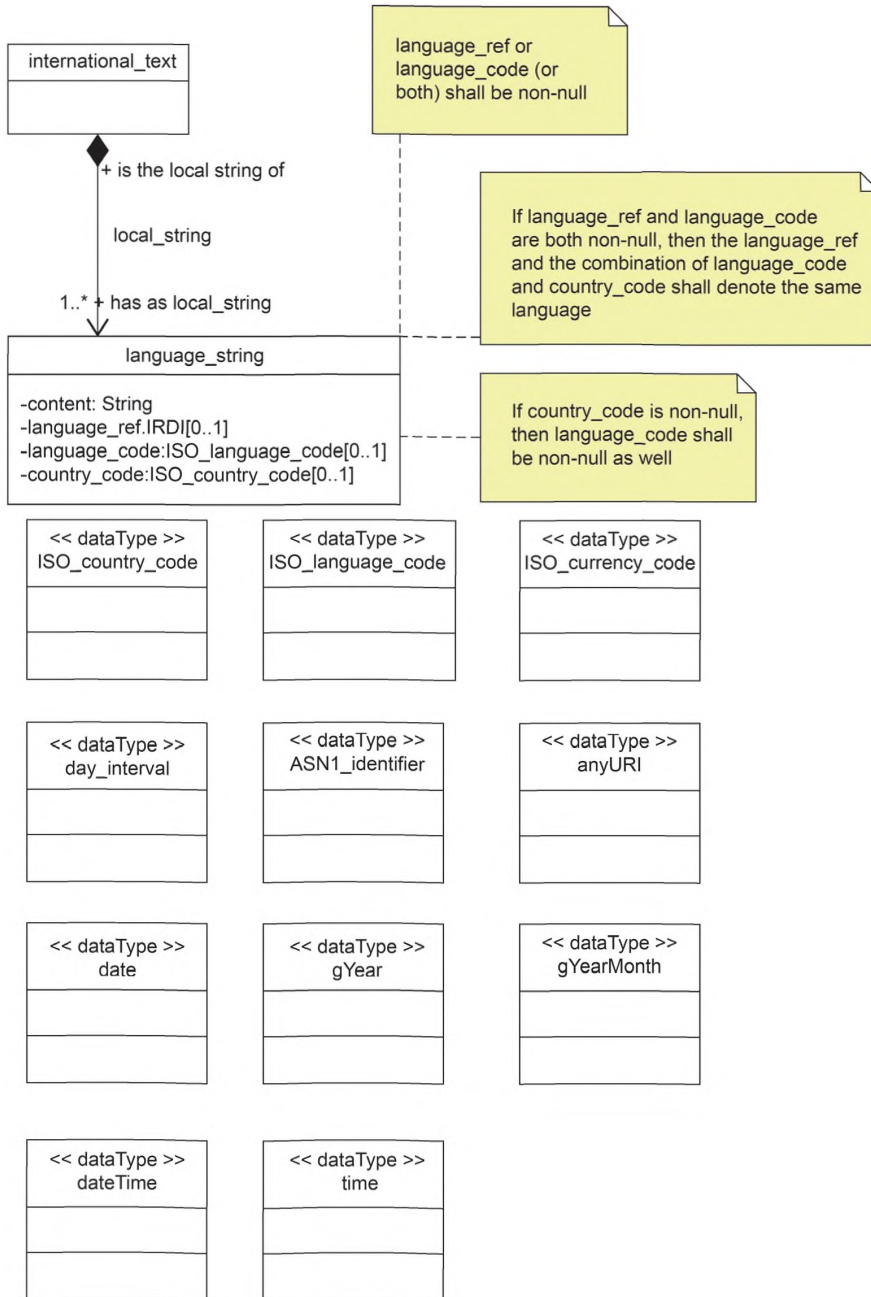 international_text
language_ref or
language_code (or
both) shall be non-null
+ is the local string of
local_string
1..* + has as local_string
If language_ref and language_code
are both non-null, then the language_ref
and the combination of language_code
and country_code shall denote the same
language
language_string
-content: String
-language_ref.IRDI[0..1]
-language_code:ISO_language_code[0..1]
-country_code:ISO_country_code[0..1]
If country_code is non-null,
then language_code shall
be non-null as well
<< dataType >>
ISO_country_code
<< dataType >>
ISO_language_code
<< dataType >>
ISO_currency_code
<< dataType >>
day_interval
<< dataType >>
ASN1_identifier
<< dataType >>
anyURI
<< dataType >>
date
<< dataType >>
gYear
<< dataType >>
gYearMonth
<< dataType >>
dateTime
<< dataType >>
time